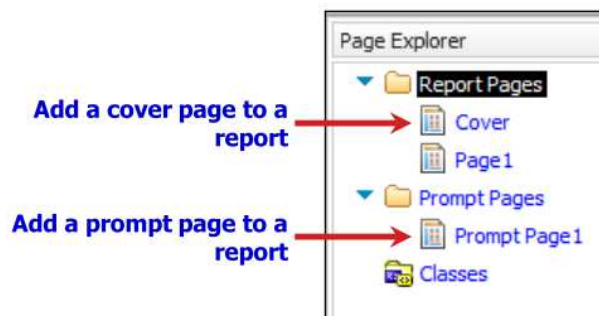 Page Explorer
Report Pages
Add a cover page to a
report
Cover
Page1
Prompt Pages
Add a prompt page to a
report
Prompt Page1
Classes